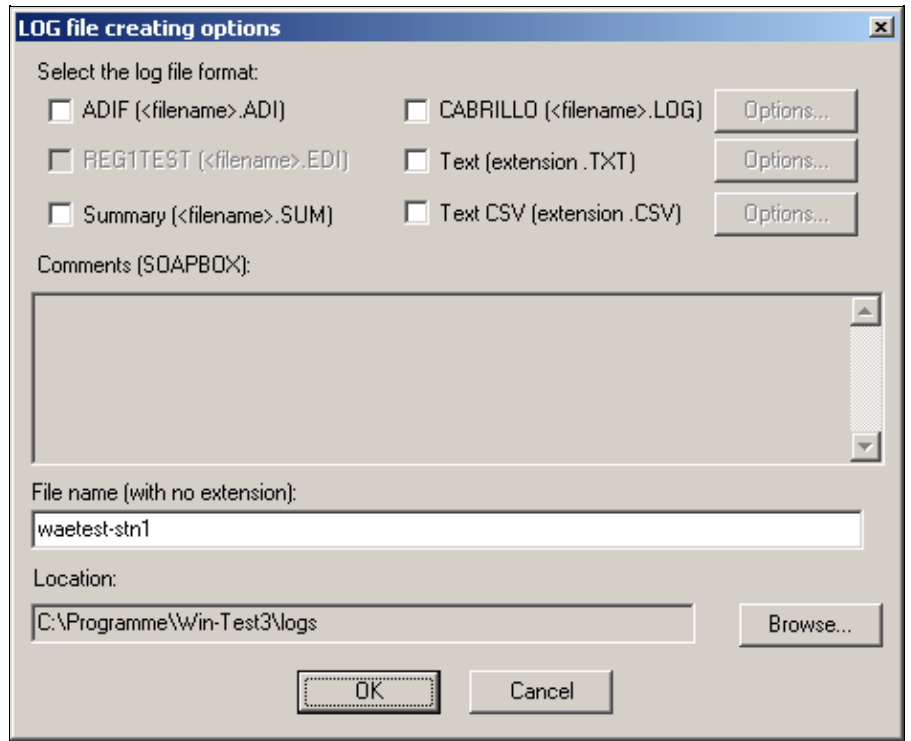 LOG file creating options
Select the log file format:
ADIF (<filename>.ADI) CABRILLO (<filename>.LOG) Options...
REG1TEST (<filename>.EDI) Text (extension .TXT) Options...
Summary (<filename>.SUM) Text CSV (extension .CSV) Options...
Comments (SOAPBOX):
File name (with no extension):
waetest-stn1
Location:
C:\Programme\Win-Test3\logs Browse...
OK Cancel